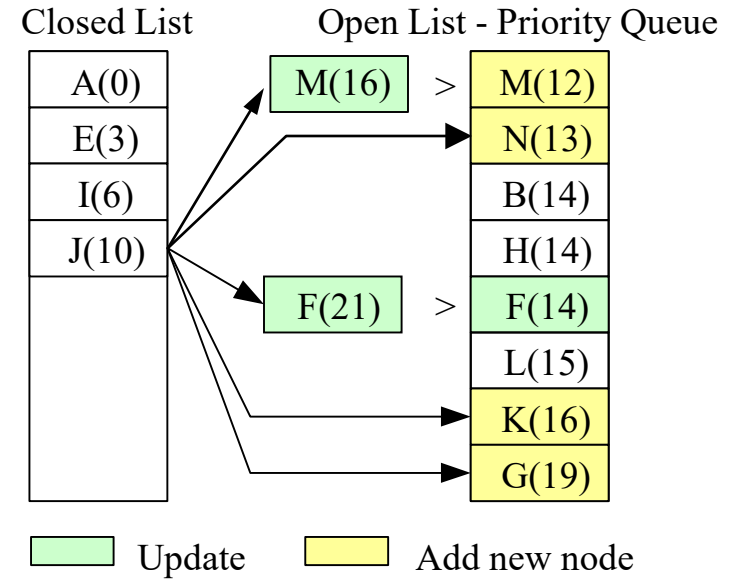 Closed List
Open List - Priority Queue
A(0)
M(16) > M(12)
E(3)
N(13)
I(6)
B(14)
J(10)
H(14)
F(21) > F(14)
L(15)
K(16)
G(19)
Update
Add new node